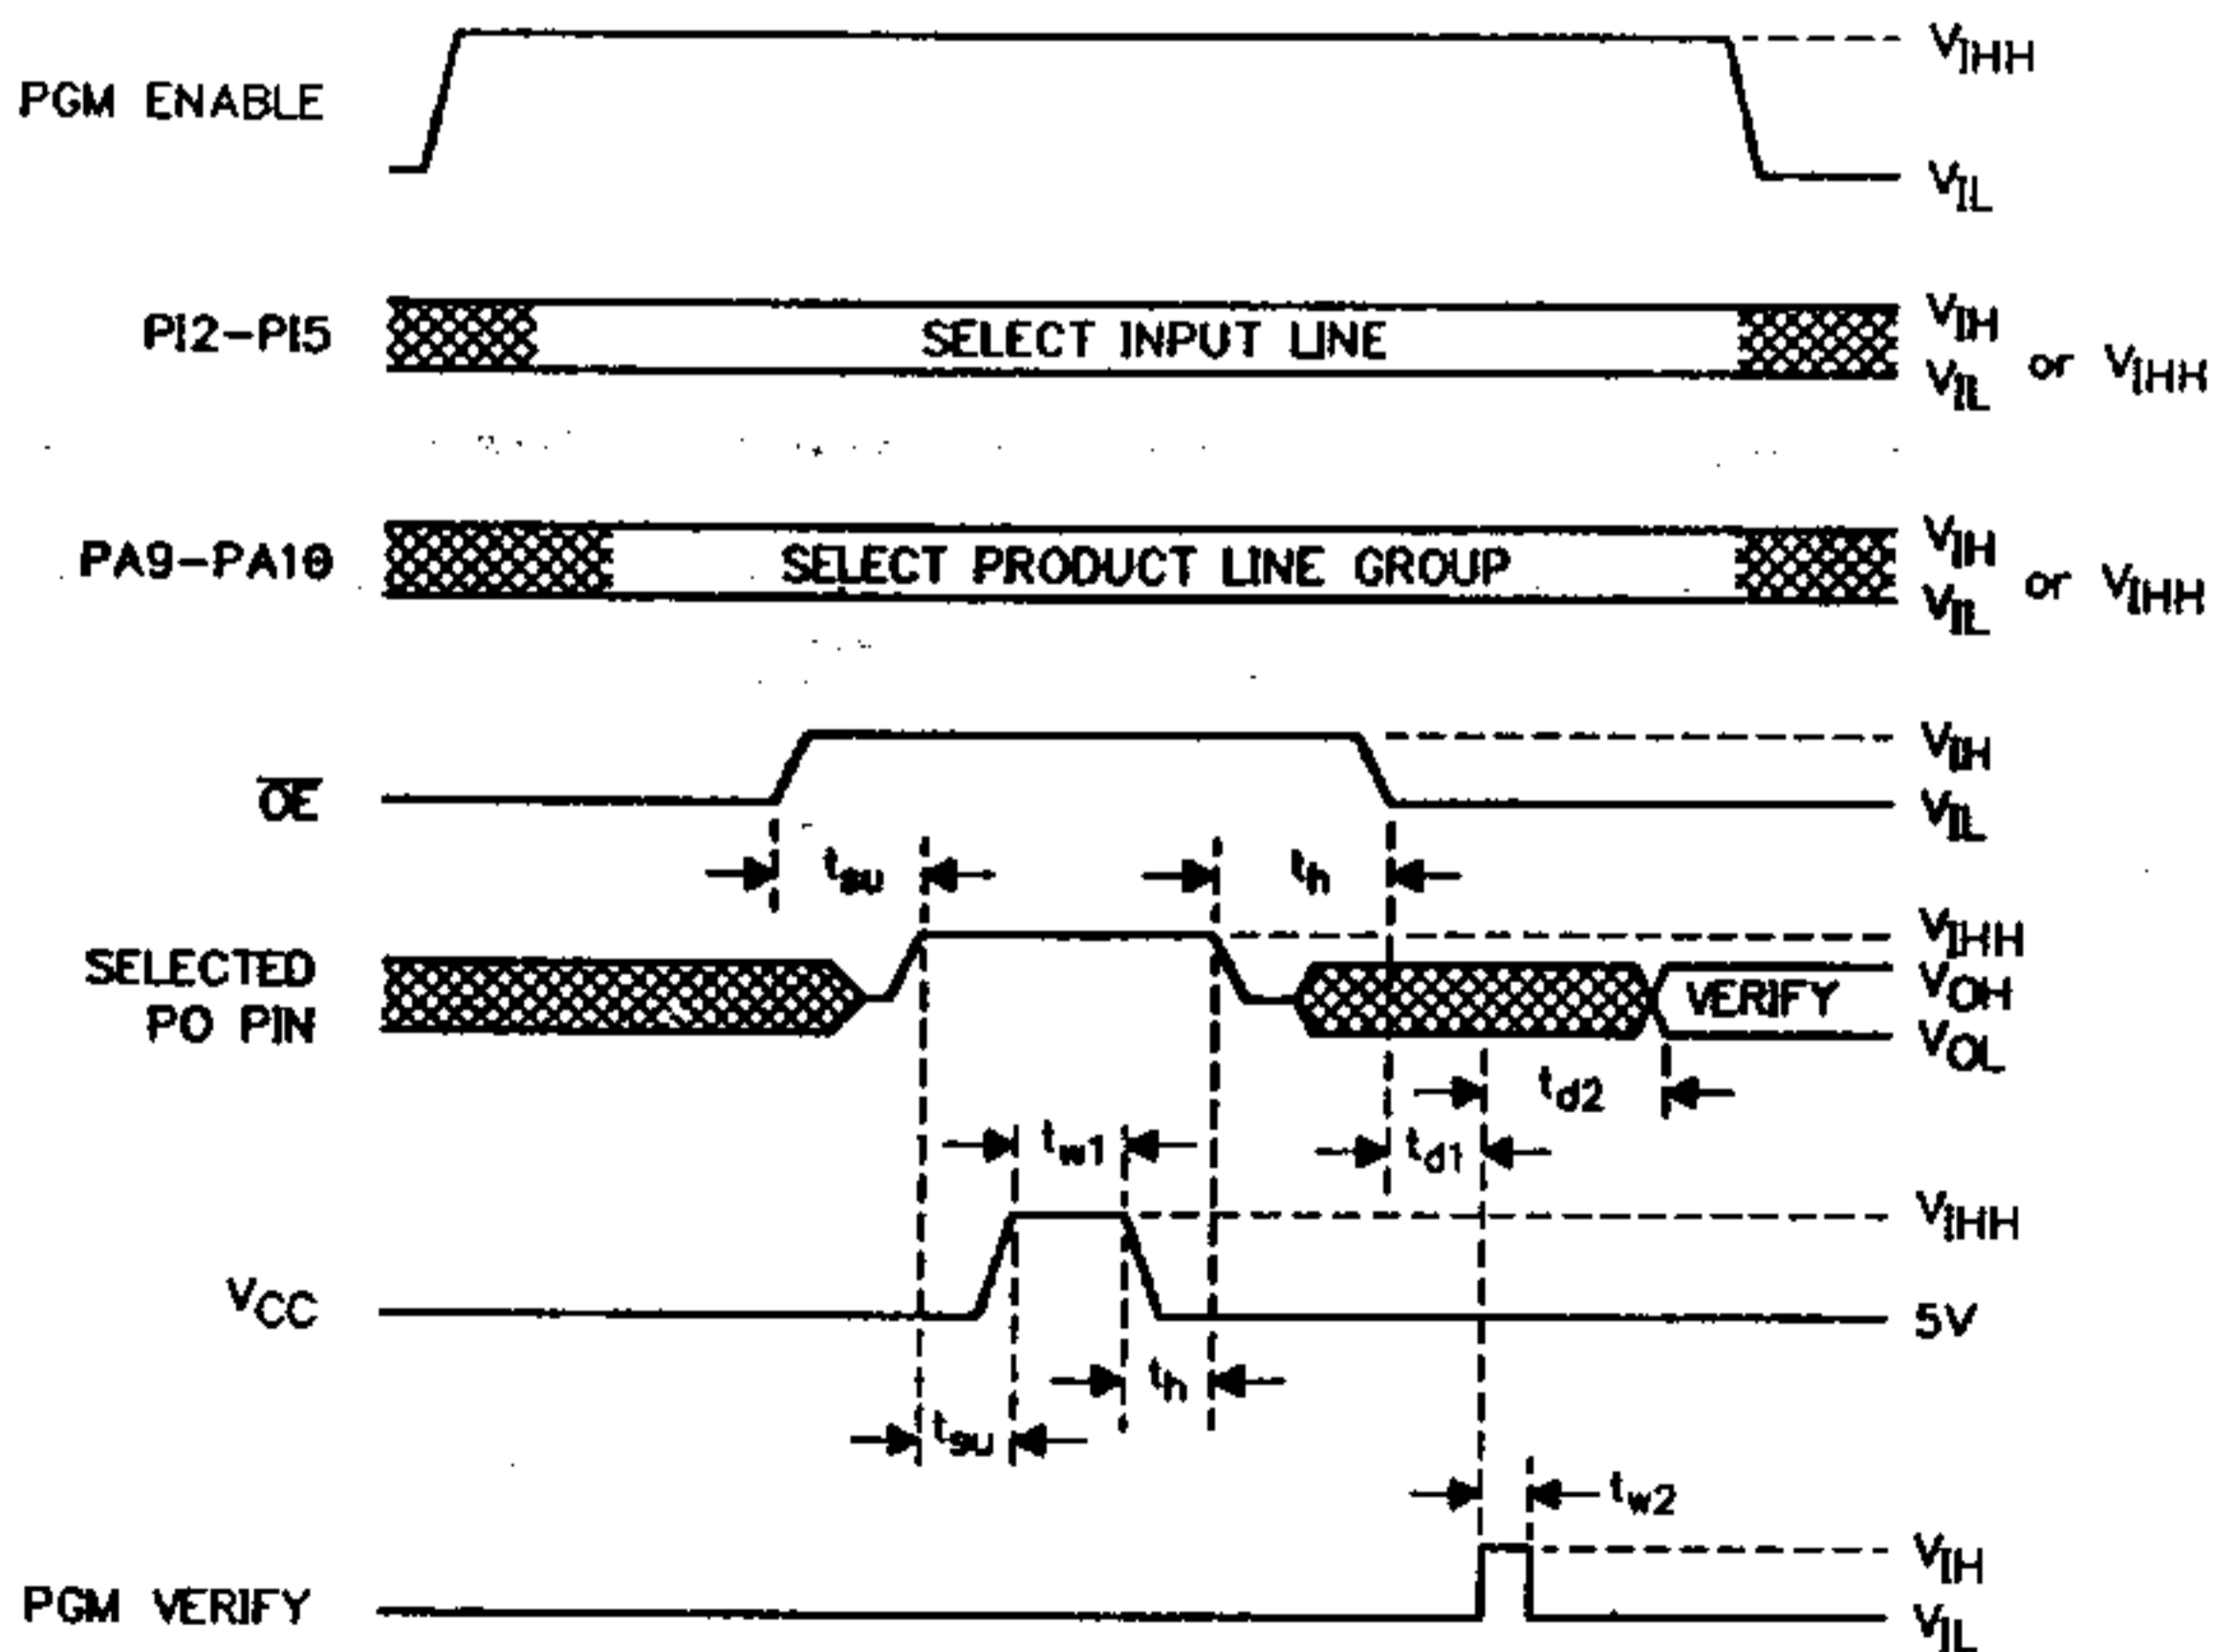 PGM ENABLE
VIHH
VIL
PI2-PI5
SELECT INPUT LINE
VIH
VIL or VIHH
PA9-PA10
SELECT PRODUCT LINE GROUP
VIH
VIL or VIHH
OE
VIH
VIL
tsu
th
SELECTED
PO PIN
VERIFY
VIHH
VOH
VOL
td2
tw1
td1
VIHH
VCC
5V
th
tsu
tw2
VIH
PGM VERIFY
VIL